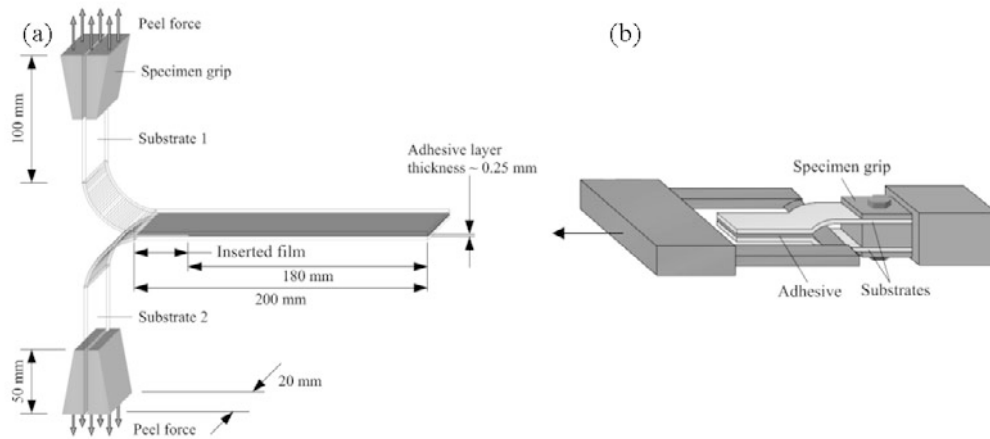 (a)
Peel force
Specimen grip
100 mm
Substrate 1
Adhesive layer
thickness ~ 0.25 mm
Inserted film
180 mm
200 mm
Substrate 2
50 mm
20 mm
Peel force
(b)
Specimen grip
Adhesive
Substrates